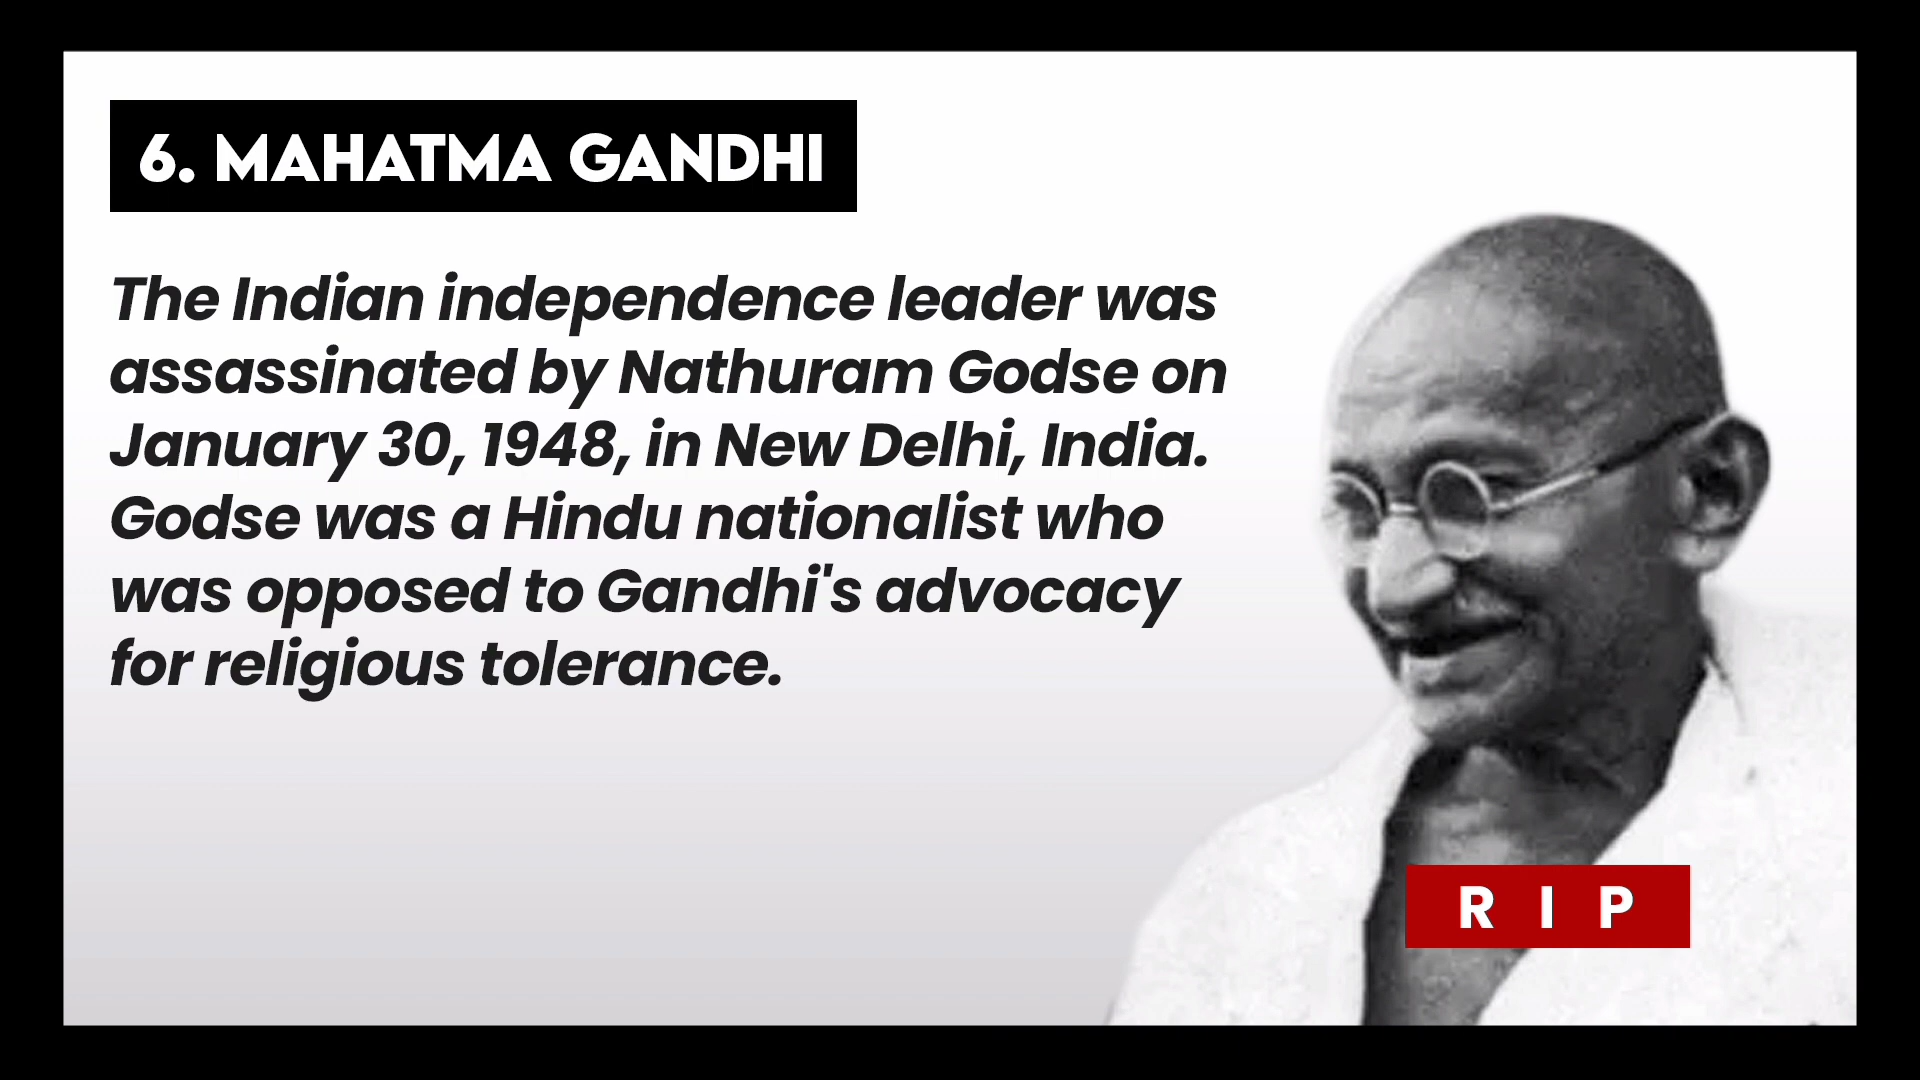 6. MAHATMA GANDHI
The Indian independence leader was
assassinated by Nathuram Godse on
January 30, 1948, in New Delhi, India.
Godse was a Hindu nationalist who
was opposed to Gandhi's advocacy
for religious tolerance.
R I P